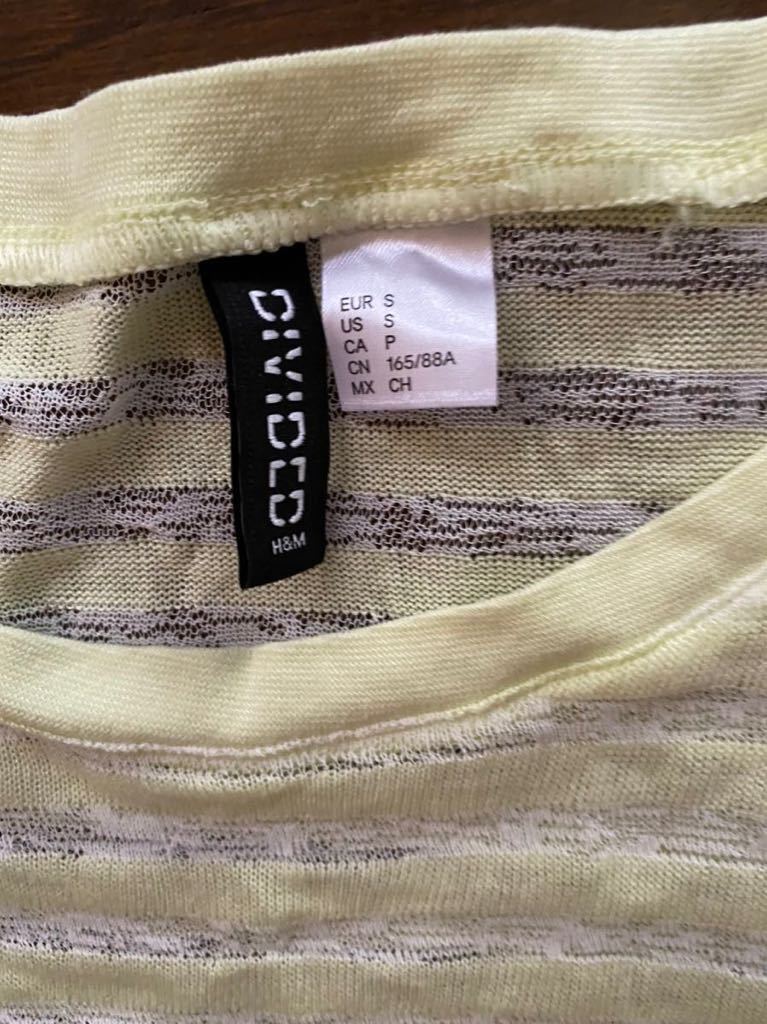 DIVIDED
H&M
EUR S
US S
CA P
CN 165/88A
MX CH